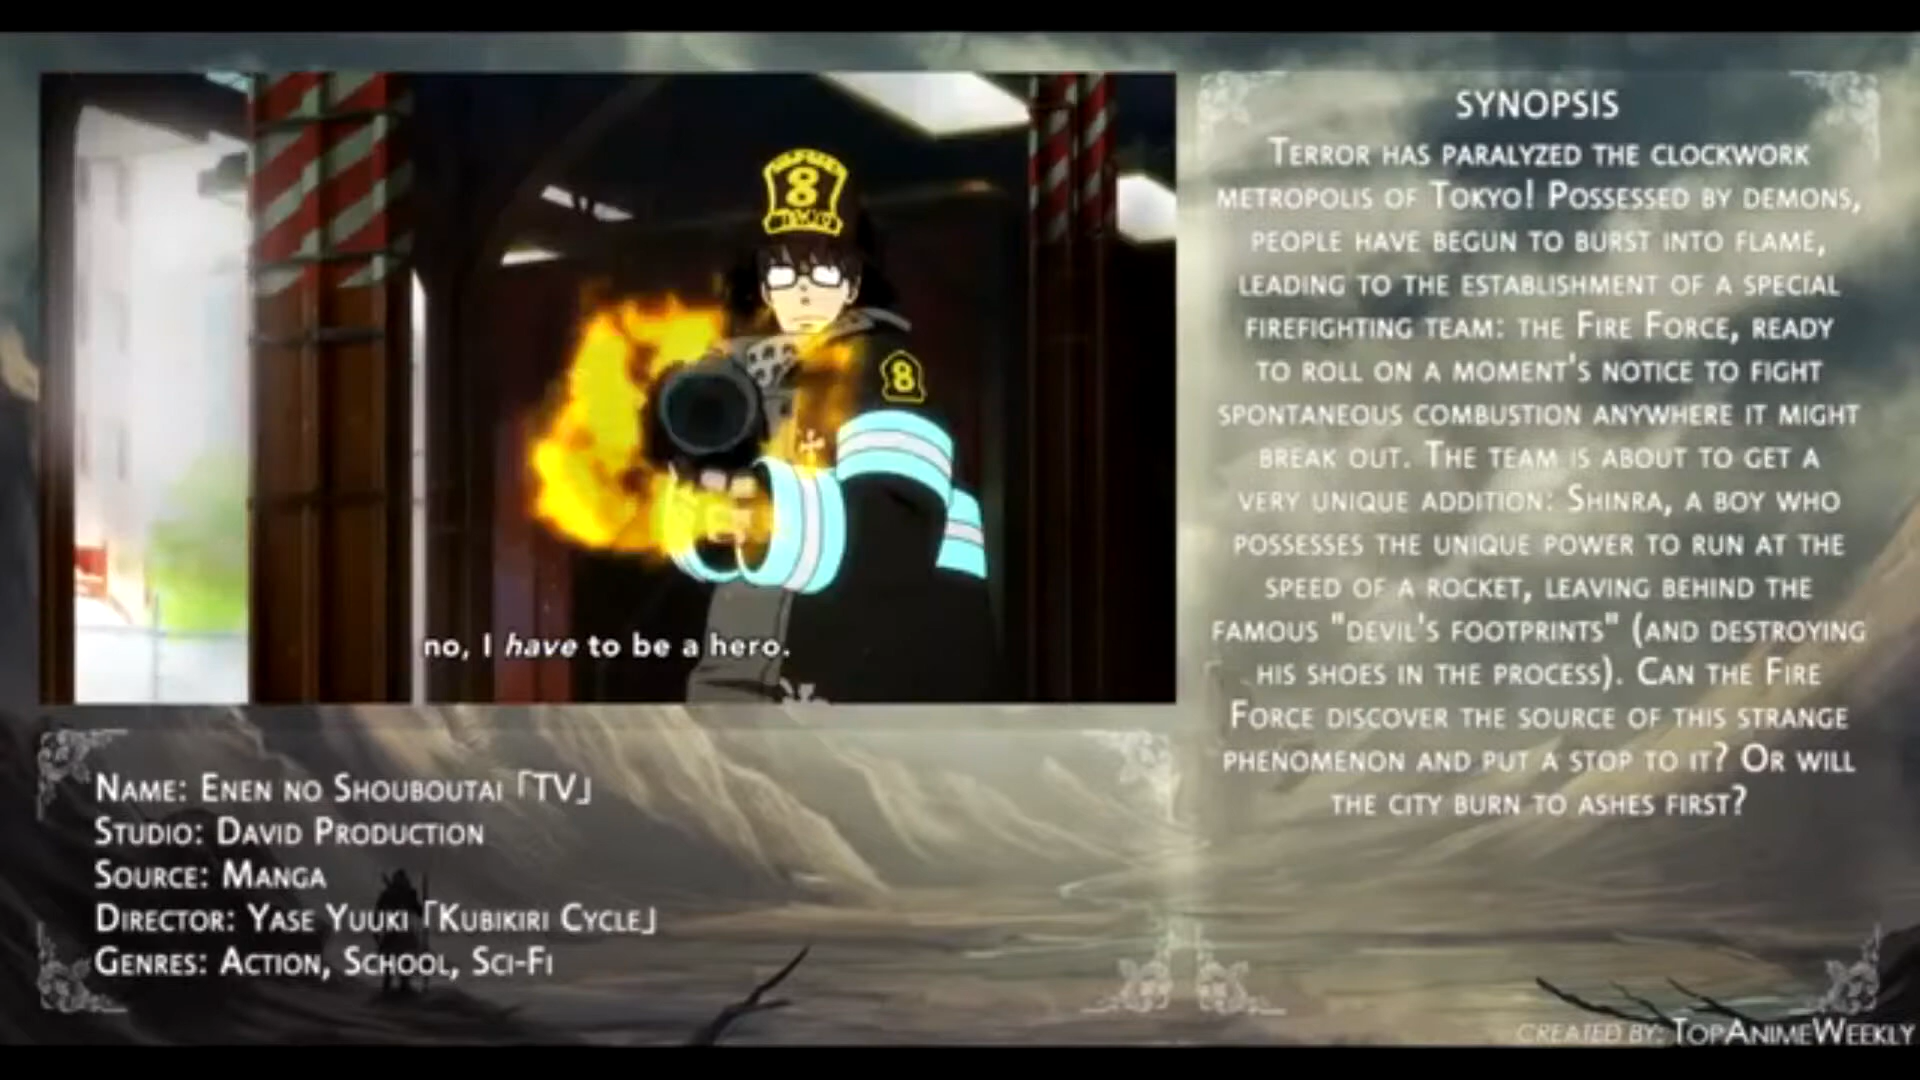 8
8
no, I have to be a hero.
SYNOPSIS
TERROR HAS PARALYZED THE CLOCKWORK
METROPOLIS OF TOKYO! POSSESSED BY DEMONS,
PEOPLE HAVE BEGUN TO BURST INTO FLAME,
LEADING TO THE ESTABLISHMENT OF A SPECIAL
FIREFIGHTING TEAM: THE FIRE FORCE, READY
TO ROLL ON A MOMENT'S NOTICE TO FIGHT
SPONTANEOUS COMBUSTION ANYWHERE IT MIGHT
BREAK OUT. THE TEAM IS ABOUT TO GET A
VERY UNIQUE ADDITION: SHINRA, A BOY WHO
POSSESSES THE UNIQUE POWER TO RUN AT THE
SPEED OF A ROCKET, LEAVING BEHIND THE
FAMOUS "DEVIL'S FOOTPRINTS" (AND DESTROYING
HIS SHOES IN THE PROCESS). CAN THE FIRE
FORCE DISCOVER THE SOURCE OF THIS STRANGE
PHENOMENON AND PUT A STOP TO IT? OR WILL
THE CITY BURN TO ASHES FIRST?
NAME: ENEN NO SHOUBOUTAI「TV」
STUDIO: DAVID PRODUCTION
SOURCE: MANGA
DIRECTOR: YASE YUUKI「KUBIKIRI CYCLE」
GENRES: ACTION, SCHOOL, SCI-FI
CREATED BY: TOPANIMEWEEKLY